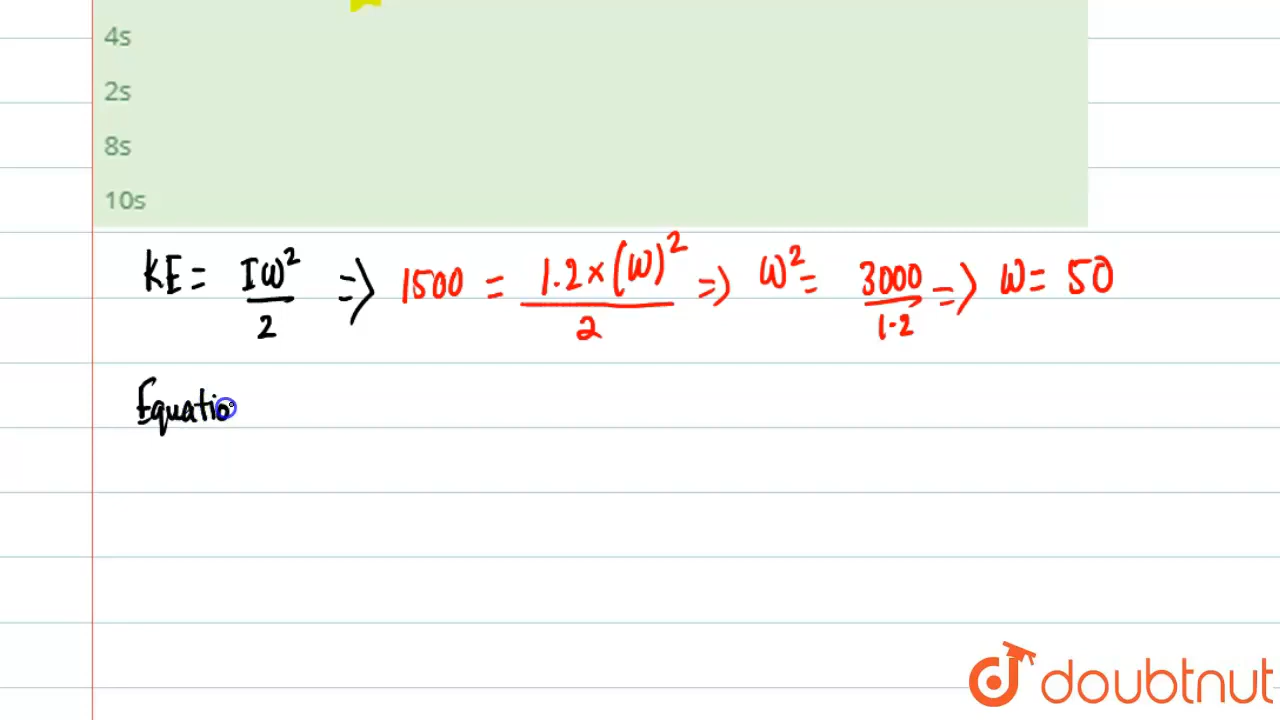 4s
2s
8s
10s
KE = Iω²/2 => 1500 = 1.2×(ω)²/2 => ω² = 3000/1.2 => ω = 50
Equatio
doubtnut